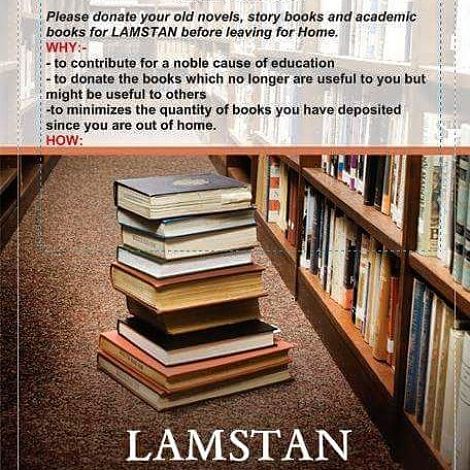 Please donate your old novels, story books and academic
books for LAMSTAN before leaving for Home.
WHY:-
- to contribute for a noble cause of education
- to donate the books which no longer are useful to you but
might be useful to others
-to minimizes the quantity of books you have deposited
since you are out of home.
HOW:
LAMSTAN